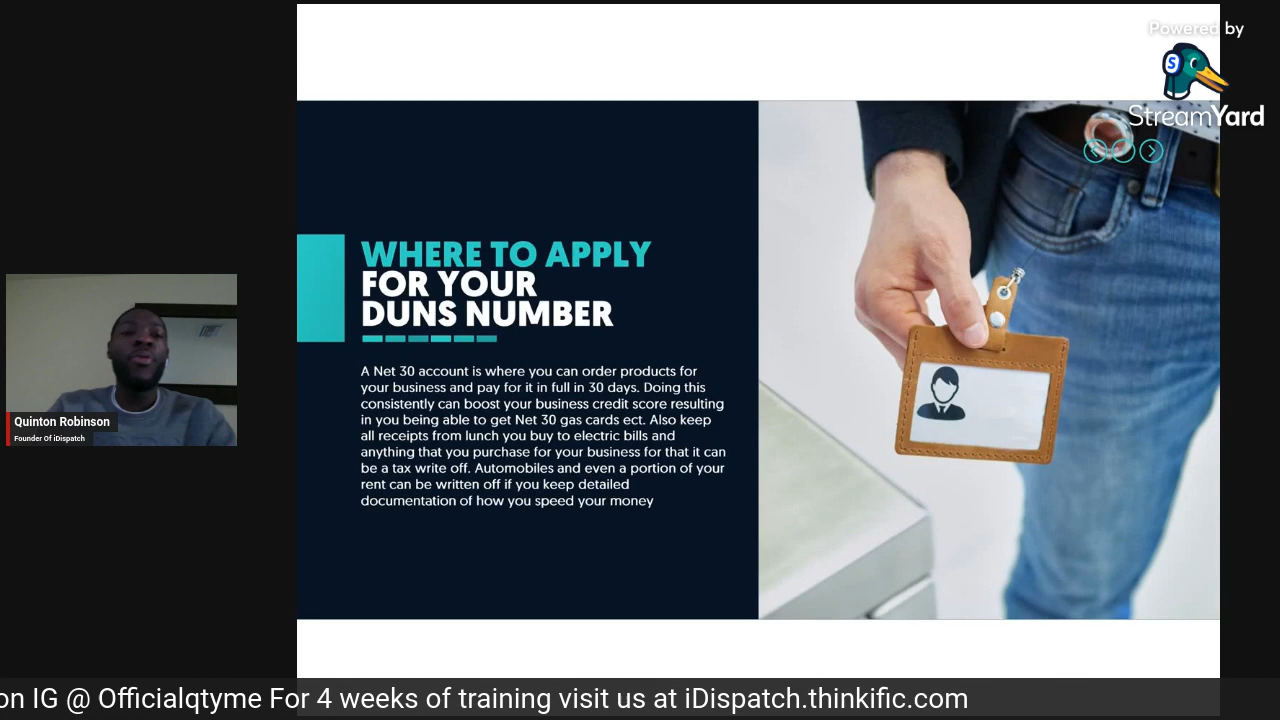 Powered by
StreamYard
S
WHERE TO APPLY
FOR YOUR
DUNS NUMBER
A Net 30 account is where you can order products for
your business and pay for it in full in 30 days. Doing this
consistently can boost your business credit score resulting
in you being able to get Net 30 gas cards ect. Also keep
all receipts from lunch you buy to electric bills and
anything that you purchase for your business for that it can
be a tax write off. Automobiles and even a portion of your
rent can be written off if you keep detailed
documentation of how you speed your money
Quinton Robinson
Founder Of iDispatch
on IG @ Officialqtyme For 4 weeks of training visit us at iDispatch.thinkific.com